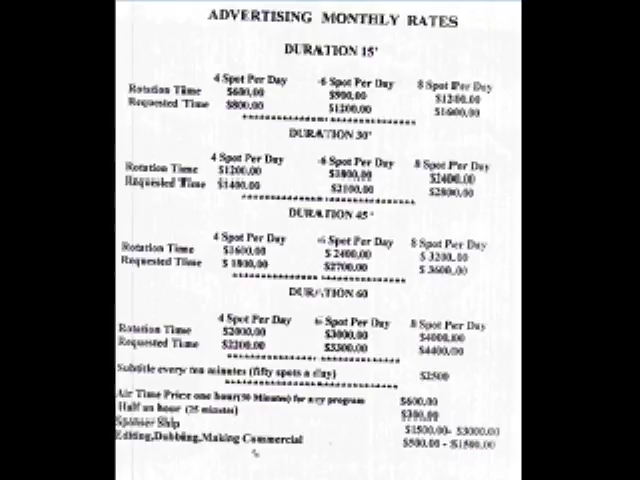 ADVERTISING MONTHLY RATES
DURATION 15'
4 Spot Per Day 6 Spot Per Day 8 Spot Per Day
Rotation Time $600.00 $900.00 $1200.00
Requested Time $800.00 $1200.00 $1600.00
DURATION 30'
4 Spot Per Day 6 Spot Per Day 8 Spot Per Day
Rotation Time $1200.00 $1800.00 $2400.00
Requested Time $1400.00 $2100.00 $2800.00
DURATION 45'
4 Spot Per Day 6 Spot Per Day 8 Spot Per Day
Rotation Time $1600.00 $2400.00 $3200.00
Requested Time $1800.00 $2700.00 $3600.00
DURATION 60
4 Spot Per Day 6 Spot Per Day 8 Spot Per Day
Rotation Time $2000.00 $3000.00 $4000.00
Requested Time $2200.00 $3300.00 $4400.00
Subtitle every ten minutes (fifty spots a day) $2500
Air Time Price one hour(50 Minutes) for any program $600.00
Half an hour (25 minutes) $300.00
Sponser Ship $1500.00- $3000.00
Editing,Dubbing,Making Commercial $500.00 - $1500.00